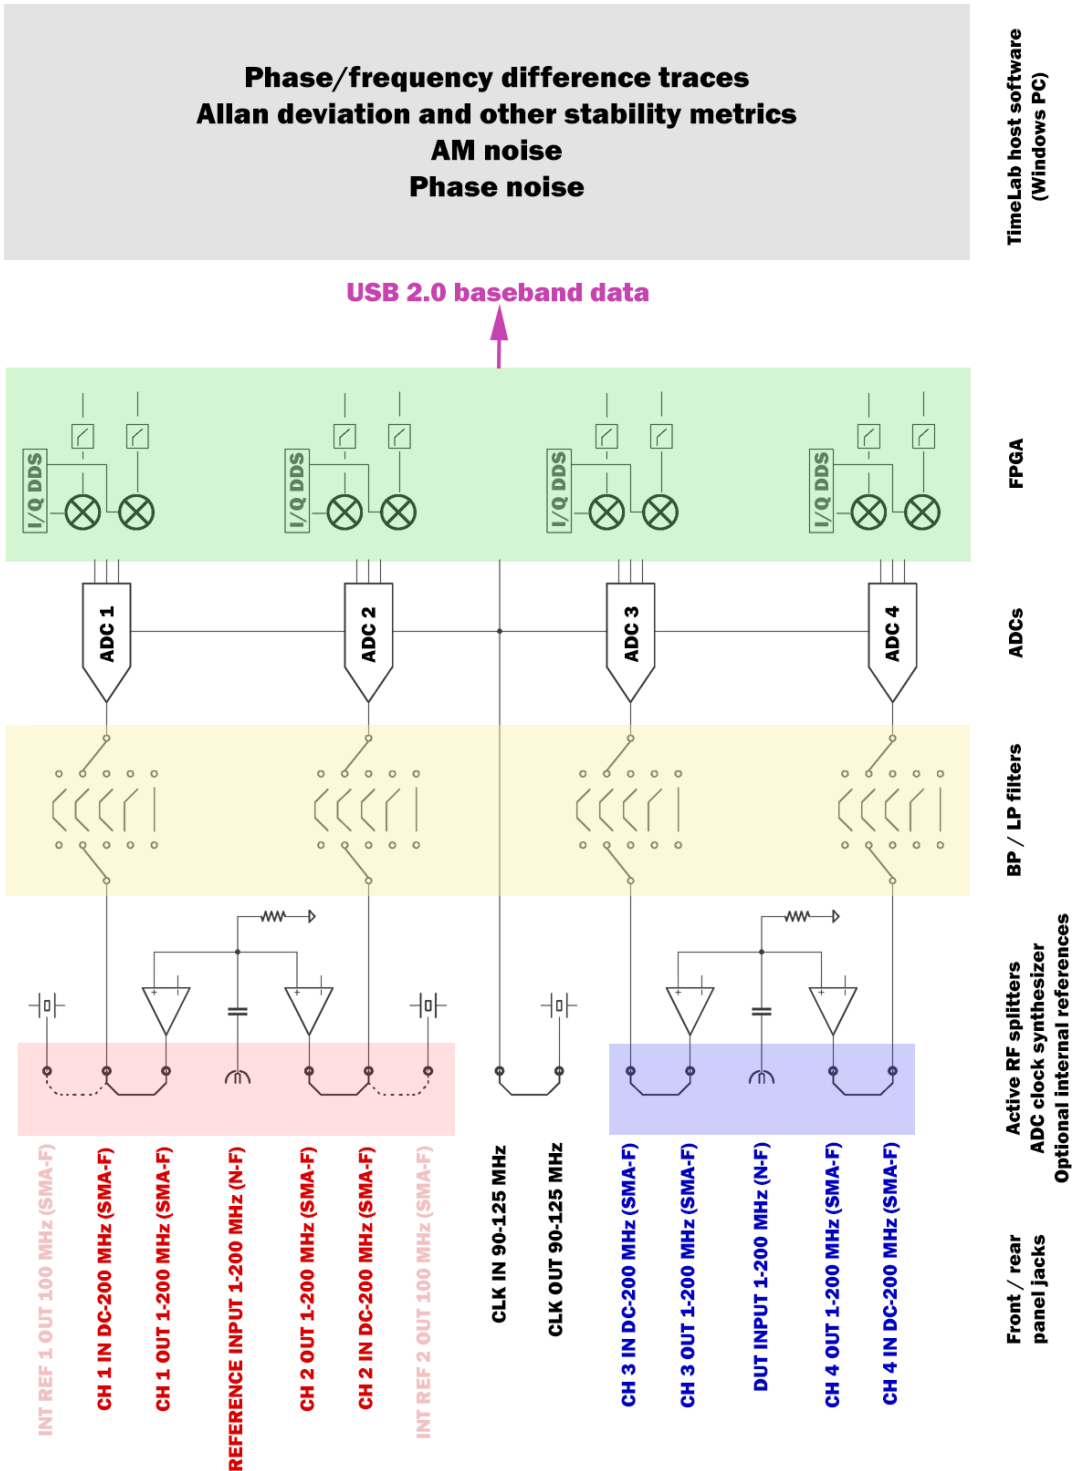 Phase/frequency difference traces
Allan deviation and other stability metrics
AM noise
Phase noise
TimeLab host software
(Windows PC)
USB 2.0 baseband data
I/Q DDS
I/Q DDS
I/Q DDS
I/Q DDS
FPGA
ADC 1
ADC 2
ADC 3
ADC 4
ADCs
BP / LP filters
+
–
–
+
+
–
–
+
Active RF splitters
ADC clock synthesizer
Optional internal references
INT REF 1 OUT 100 MHz (SMA-F)
CH 1 IN DC-200 MHz (SMA-F)
CH 1 OUT 1-200 MHz (SMA-F)
REFERENCE INPUT 1-200 MHz (N-F)
CH 2 OUT 1-200 MHz (SMA-F)
CH 2 IN DC-200 MHz (SMA-F)
INT REF 2 OUT 100 MHz (SMA-F)
CLK IN 90-125 MHz
CLK OUT 90-125 MHz
CH 3 IN DC-200 MHz (SMA-F)
CH 3 OUT 1-200 MHz (SMA-F)
DUT INPUT 1-200 MHz (N-F)
CH 4 OUT 1-200 MHz (SMA-F)
CH 4 IN DC-200 MHz (SMA-F)
Front / rear
panel jacks